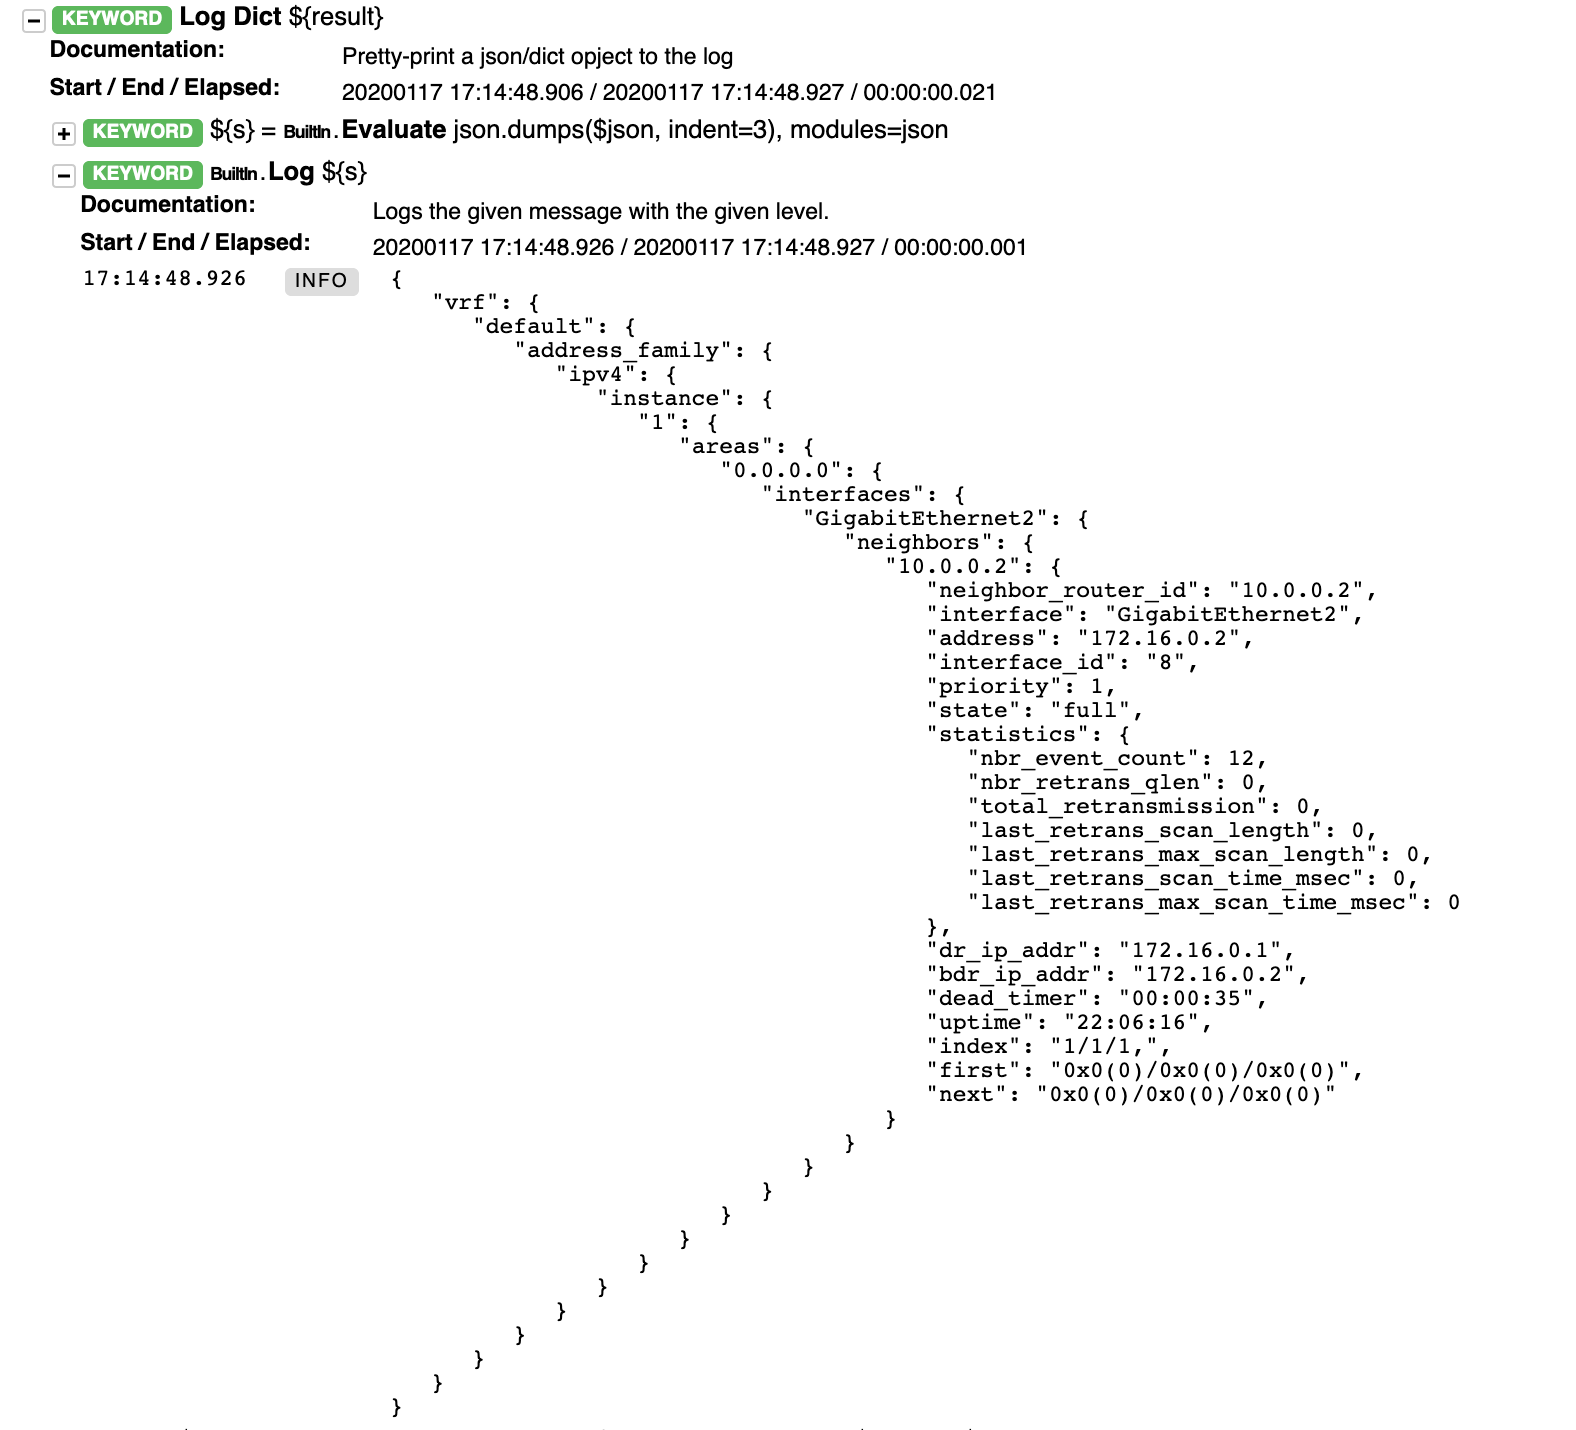 − KEYWORD Log Dict ${result}
Documentation: Pretty-print a json/dict opject to the log
Start / End / Elapsed: 20200117 17:14:48.906 / 20200117 17:14:48.927 / 00:00:00.021
+ KEYWORD ${s} = BuiltIn.Evaluate json.dumps($json, indent=3), modules=json
− KEYWORD BuiltIn.Log ${s}
Documentation: Logs the given message with the given level.
Start / End / Elapsed: 20200117 17:14:48.926 / 20200117 17:14:48.927 / 00:00:00.001
17:14:48.926 INFO {
"vrf": {
"default": {
"address_family": {
"ipv4": {
"instance": {
"1": {
"areas": {
"0.0.0.0": {
"interfaces": {
"GigabitEthernet2": {
"neighbors": {
"10.0.0.2": {
"neighbor_router_id": "10.0.0.2",
"interface": "GigabitEthernet2",
"address": "172.16.0.2",
"interface_id": "8",
"priority": 1,
"state": "full",
"statistics": {
"nbr_event_count": 12,
"nbr_retrans_qlen": 0,
"total_retransmission": 0,
"last_retrans_scan_length": 0,
"last_retrans_max_scan_length": 0,
"last_retrans_scan_time_msec": 0,
"last_retrans_max_scan_time_msec": 0
},
"dr_ip_addr": "172.16.0.1",
"bdr_ip_addr": "172.16.0.2",
"dead_timer": "00:00:35",
"uptime": "22:06:16",
"index": "1/1/1,",
"first": "0x0(0)/0x0(0)/0x0(0)",
"next": "0x0(0)/0x0(0)/0x0(0)"
}
}
}
}
}
}
}
}
}
}
}
}
}